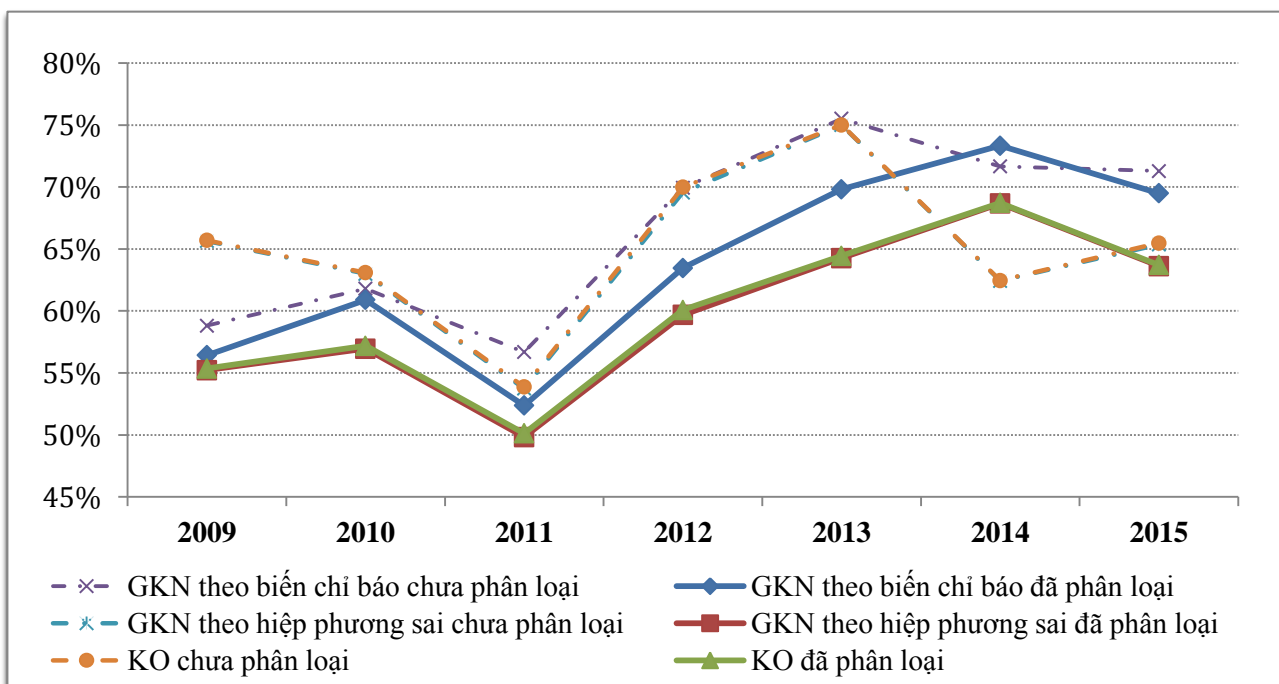 80%
75%
70%
65%
60%
55%
50%
45%
2009 2010 2011 2012 2013 2014 2015
GKN theo biến chỉ báo chưa phân loại GKN theo biến chỉ báo đã phân loại
GKN theo hiệp phương sai chưa phân loại GKN theo hiệp phương sai đã phân loại
KO chưa phân loại KO đã phân loại